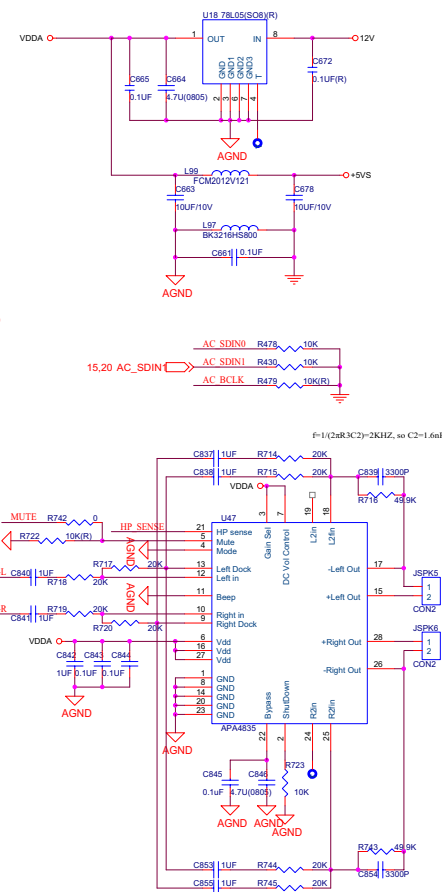 U18 78L05(SO8)(R)
VDDA
1
OUT
IN
8
12V
C665
0.1UF
C664
4.7U(0805)
GND
GND1
GND2
GND3
T
2
3
6
7
4
C672
0.1UF(R)
AGND
L99
FCM2012V121
+5VS
C663
10UF/10V
C678
10UF/10V
L97
BK3216HS800
C661
0.1UF
AGND
AC_SDIN0
R478
10K
15,20 AC_SDIN1
AC_SDIN1
R430
10K
AC_BCLK
R479
10K(R)
f=1/(2πR3C2)=2KHZ, so C2=1.6nF
C837
1UF
R714
20K
C838
1UF
R715
20K
C839
3300P
R716
49.9K
VDDA
U47
3
7
19
18
MUTE
R742
0
HP_SENSE
R722
10K(R)
AGND
21
5
4
HP sense
Mute
Mode
Gain Sel
DC Vol Control
L2in
L2fin
R717
20K
13
12
Left Dock
Left in
-L
C840
1UF
R718
20K
AGND
11
Beep
-Left Out
17
+Left Out
15
JSPK5
1
2
CON2
-R
C841
1UF
R719
20K
R720
20K
10
9
Right in
Right Dock
VDDA
6
16
27
Vdd
Vdd
Vdd
+Right Out
28
-Right Out
26
JSPK6
1
2
CON2
C842
1UF
C843
0.1UF
C844
0.1UF
AGND
1
8
14
20
23
GND
GND
GND
GND
GND
Bypass
ShutDown
R2in
R2fin
APA4835
AGND
22
2
24
25
C845
0.1uF
C846
4.7U(0805)
R723
10K
AGND
AGND
AGND
R743
49.9K
C853
1UF
R744
20K
C854
3300P
C855
1UF
R745
20K